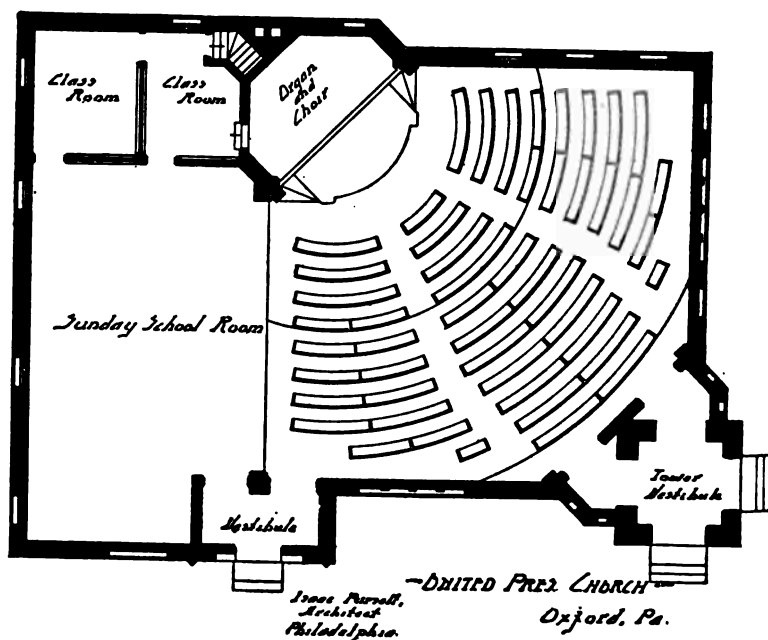 Class
Room
Class
Room
Organ
and
Choir
Sunday School Room
Vestibule
Tower
Vestibule
Isaac Pursell,
Architect
Philadelphia.
-UNITED PRES CHURCH-
Oxford, Pa.